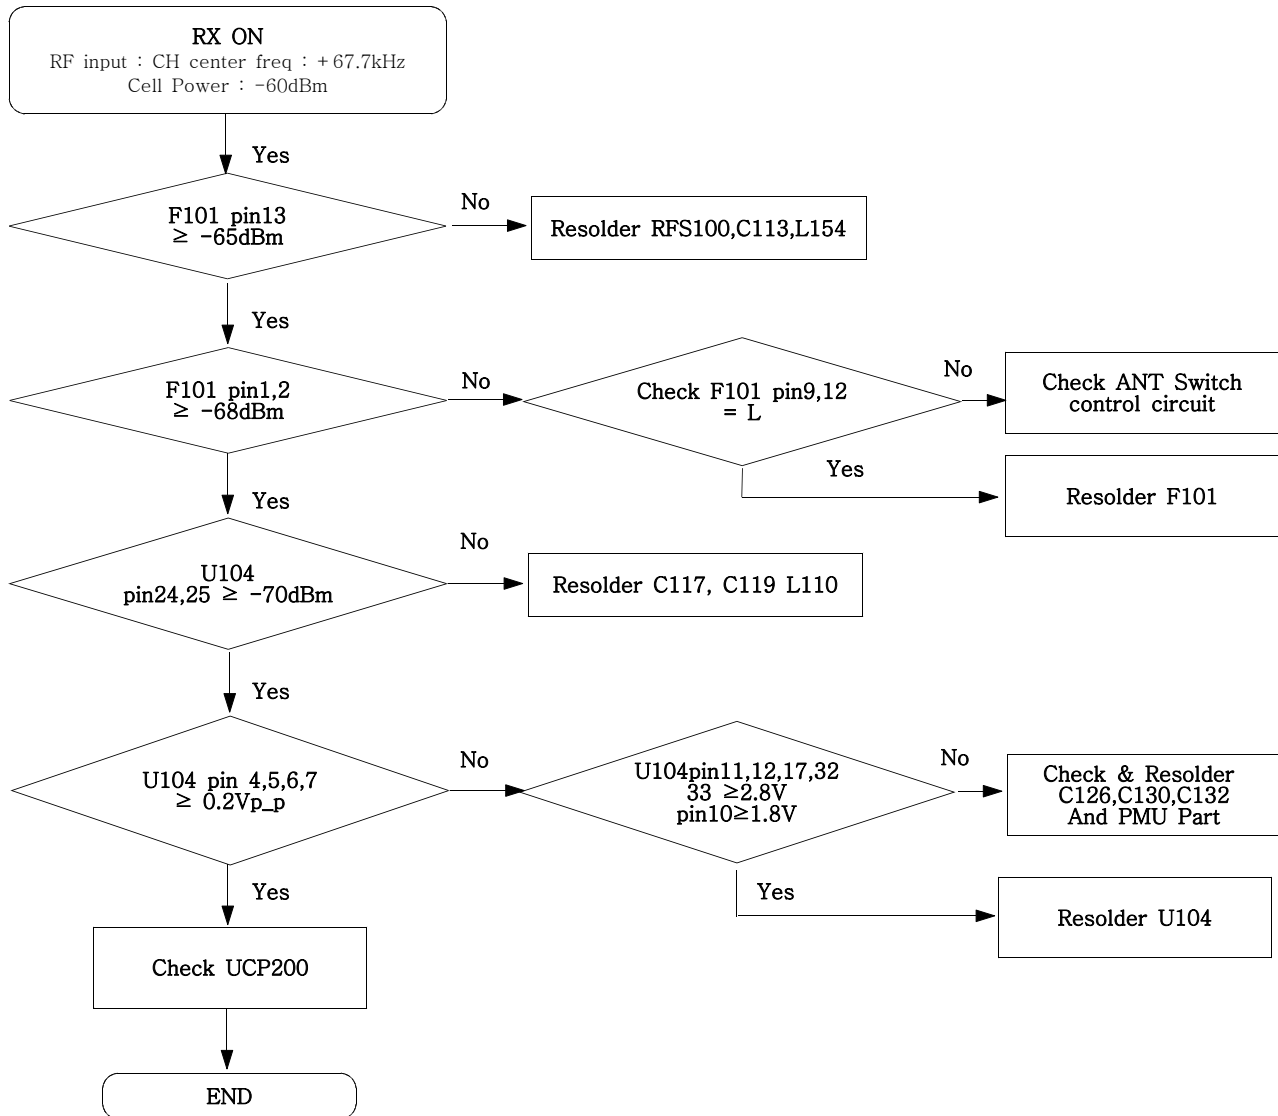 RX ON
RF input : CH center freq : +67.7kHz
Cell Power : -60dBm
Yes
F101 pin13
≥ -65dBm
No
Resolder RFS100,C113,L154
Yes
F101 pin1,2
≥ -68dBm
No
Check F101 pin9,12
= L
No
Check ANT Switch
control circuit
Yes
Resolder F101
Yes
U104
pin24,25 ≥ -70dBm
No
Resolder C117, C119 L110
Yes
U104 pin 4,5,6,7
≥ 0.2Vp_p
No
U104pin11,12,17,32
33 ≥2.8V
pin10≥1.8V
No
Check & Resolder
C126,C130,C132
And PMU Part
Yes
Resolder U104
Yes
Check UCP200
END